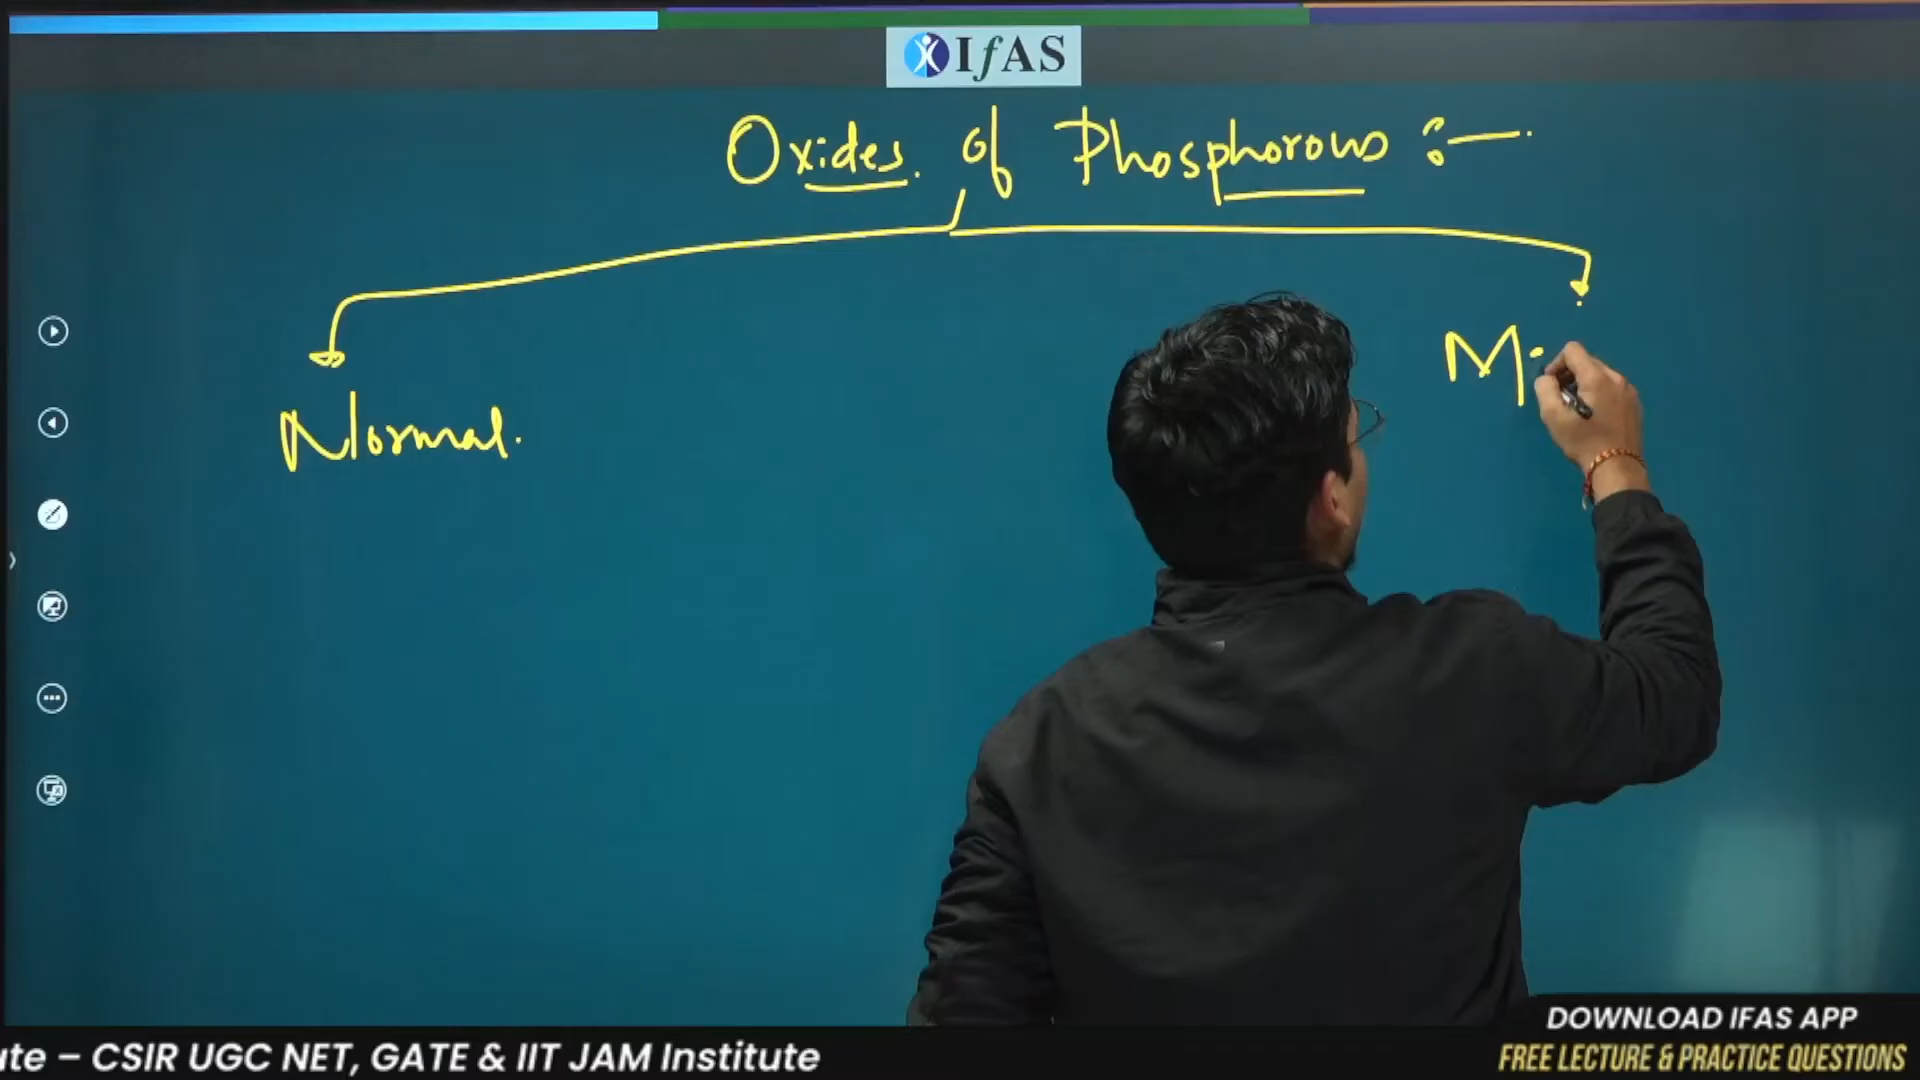 IfAS
Oxides of Phosphorous :-
Normal.
Mi
DOWNLOAD IFAS APP
ute – CSIR UGC NET, GATE & IIT JAM Institute
FREE LECTURE & PRACTICE QUESTIONS